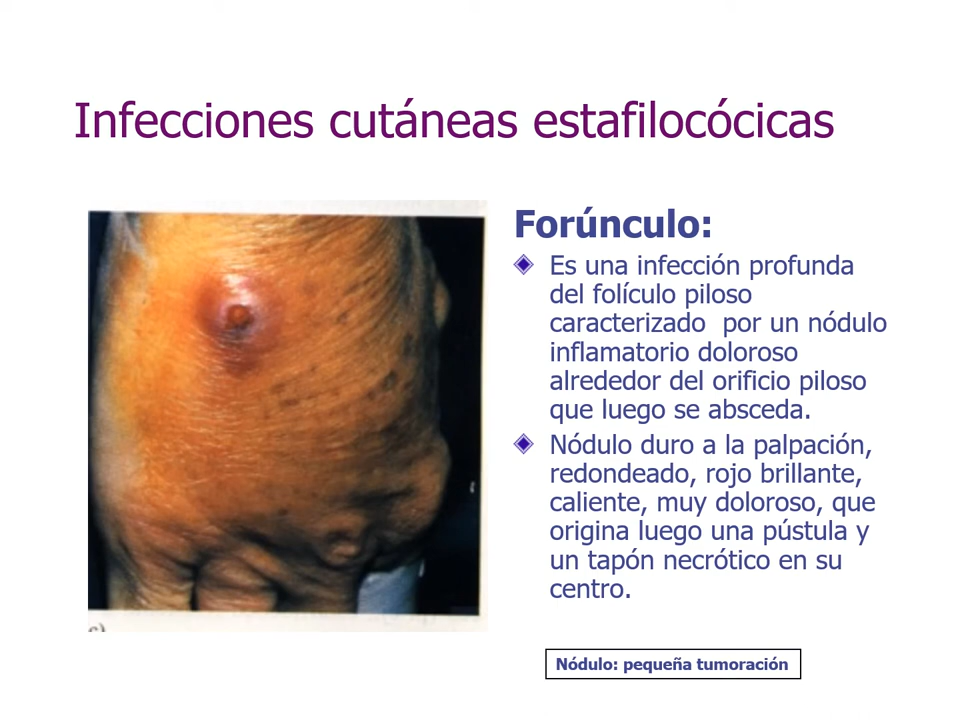 Infecciones cutáneas estafilocócicas
Forúnculo:
Es una infección profunda
del folículo piloso
caracterizado por un nódulo
inflamatorio doloroso
alrededor del orificio piloso
que luego se absceda.
Nódulo duro a la palpación,
redondeado, rojo brillante,
caliente, muy doloroso, que
origina luego una pústula y
un tapón necrótico en su
centro.
Nódulo: pequeña tumoración